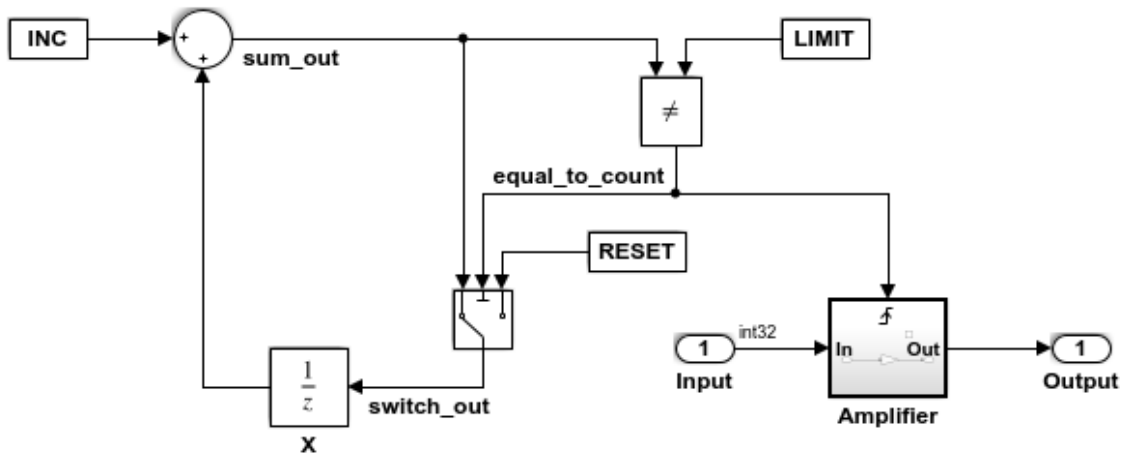 INC
+
+
sum_out
LIMIT
≠
equal_to_count
RESET
1
z
X
switch_out
1
Input
int32
In
Out
Amplifier
1
Output